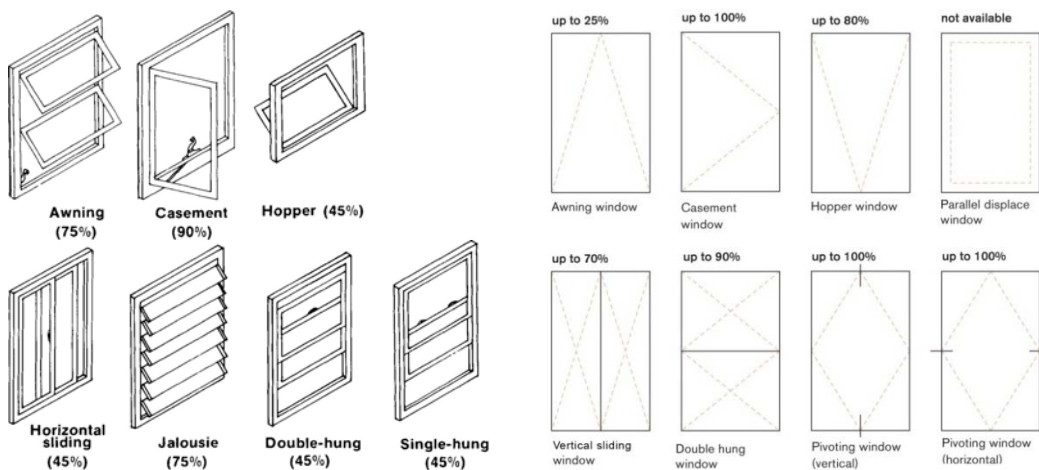 Awning
(75%)
Casement
(90%)
Hopper (45%)
Horizontal
sliding
(45%)
Jalousie
(75%)
Double-hung
(45%)
Single-hung
(45%)
up to 25%
Awning window
up to 100%
Casement
window
up to 80%
Hopper window
not available
Parallel displace
window
up to 70%
Vertical sliding
window
up to 90%
Double hung
window
up to 100%
Pivoting window
(vertical)
up to 100%
Pivoting window
(horizontal)